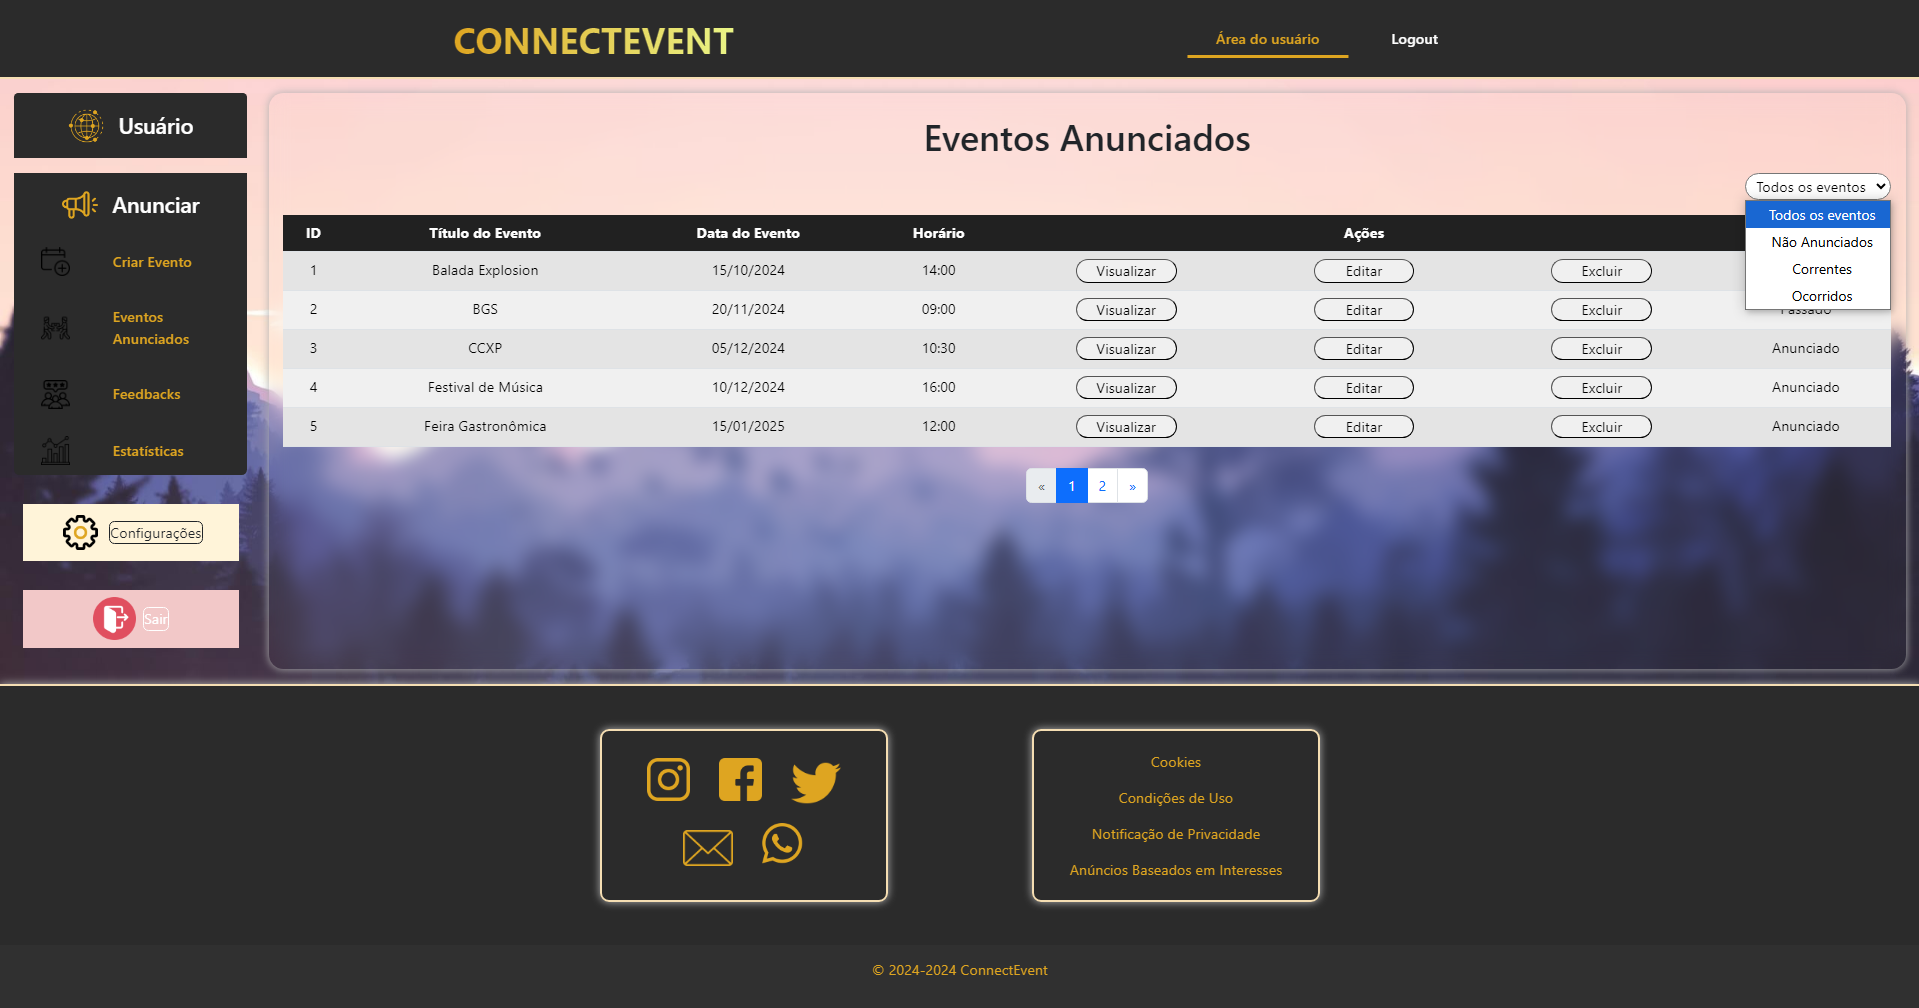 CONNECTEVENT
Área do usuário
Logout
Usuário
Anunciar
Criar Evento
Eventos
Anunciados
Feedbacks
Estatísticas
Configurações
Sair
Eventos Anunciados
Todos os eventos
Todos os eventos
Não Anunciados
Correntes
Ocorridos
ID Título do Evento Data do Evento Horário Ações
1 Balada Explosion 15/10/2024 14:00 Visualizar Editar Excluir
2 BGS 20/11/2024 09:00 Visualizar Editar Excluir Passado
3 CCXP 05/12/2024 10:30 Visualizar Editar Excluir Anunciado
4 Festival de Música 10/12/2024 16:00 Visualizar Editar Excluir Anunciado
5 Feira Gastronômica 15/01/2025 12:00 Visualizar Editar Excluir Anunciado
« 1 2 »
Cookies
Condições de Uso
Notificação de Privacidade
Anúncios Baseados em Interesses
© 2024-2024 ConnectEvent